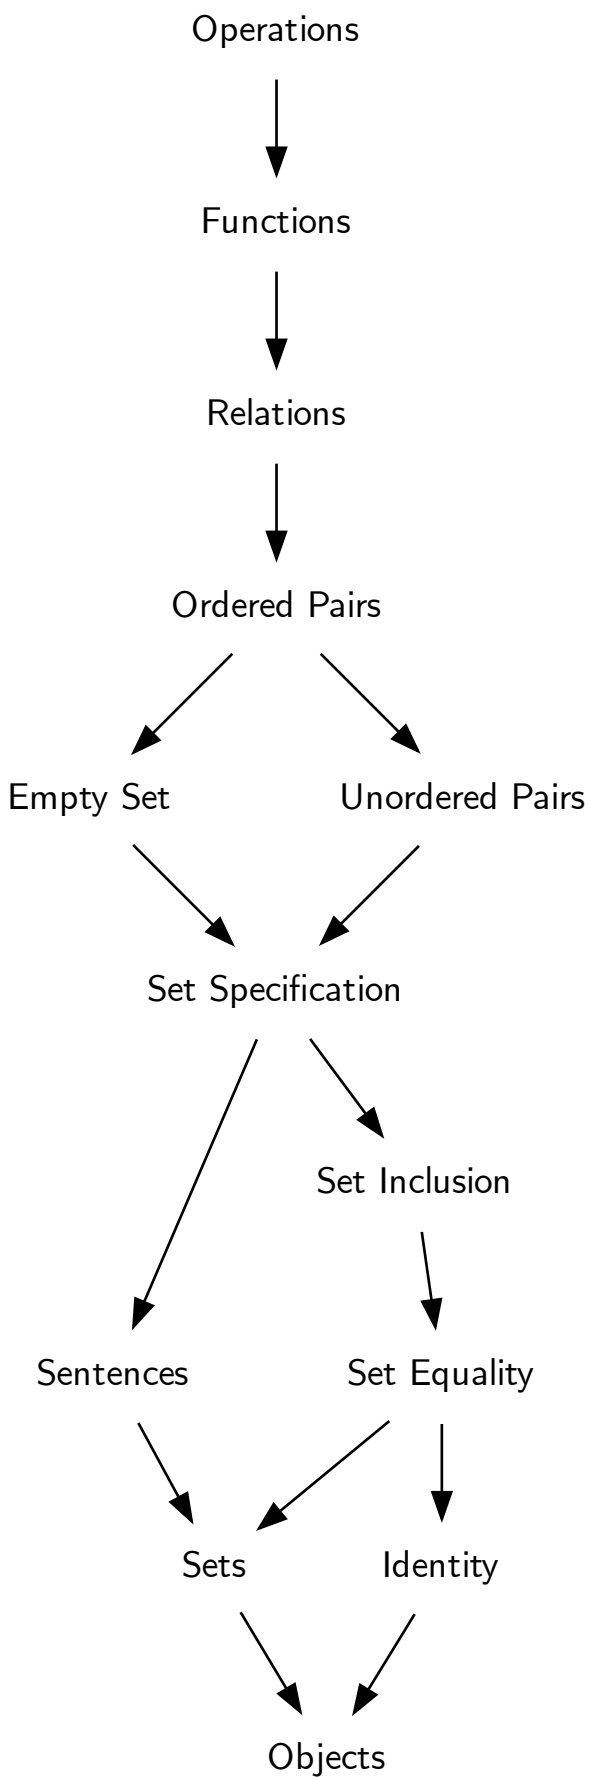 Operations
Functions
Relations
Ordered Pairs
Empty Set
Unordered Pairs
Set Specification
Set Inclusion
Sentences
Set Equality
Sets
Identity
Objects